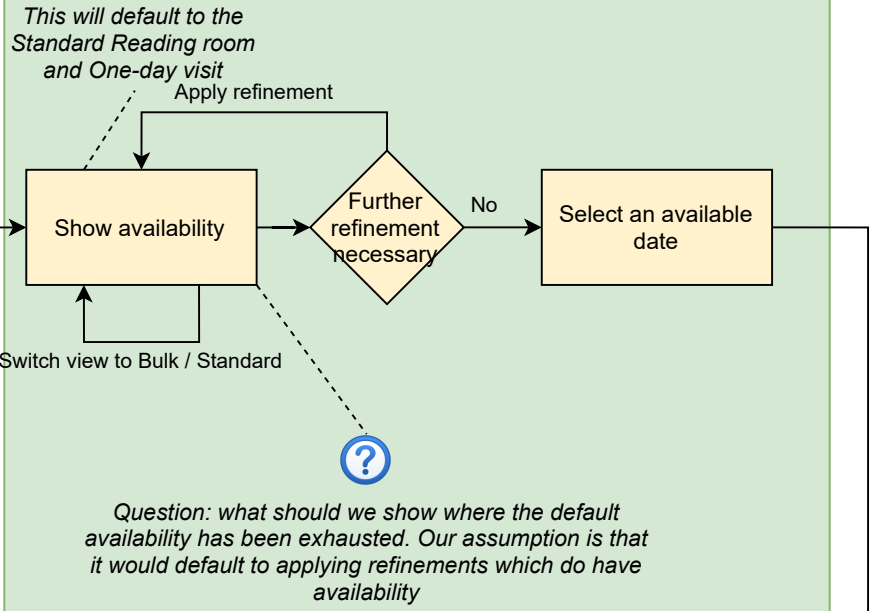 This will default to the
Standard Reading room
and One-day visit
Apply refinement
Show availability
Further
refinement
necessary
No
Select an available
date
Switch view to Bulk / Standard
?
Question: what should we show where the default
availability has been exhausted. Our assumption is that
it would default to applying refinements which do have
availability